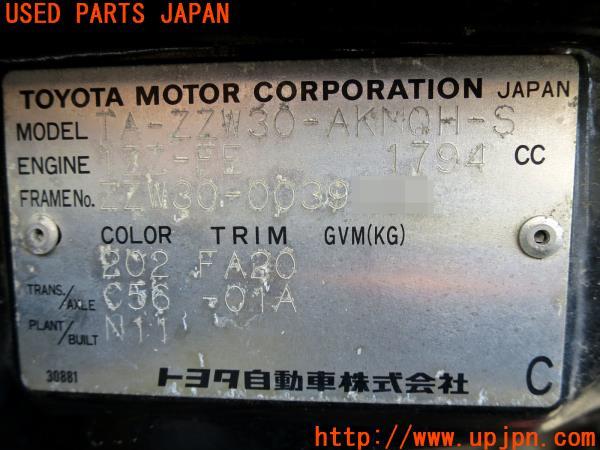 USED PARTS JAPAN
TOYOTA MOTOR CORPORATION JAPAN
MODEL TA-ZZW30-AKMQH-S
ENGINE 1ZZ-FE 1794 CC
FRAME No. ZZW30-0039
COLOR TRIM GVM(KG)
202 FA20
TRANS./AXLE C56 -01A
PLANT/BUILT N11
30881 トヨタ自動車株式会社 C
http://www.upjpn.com